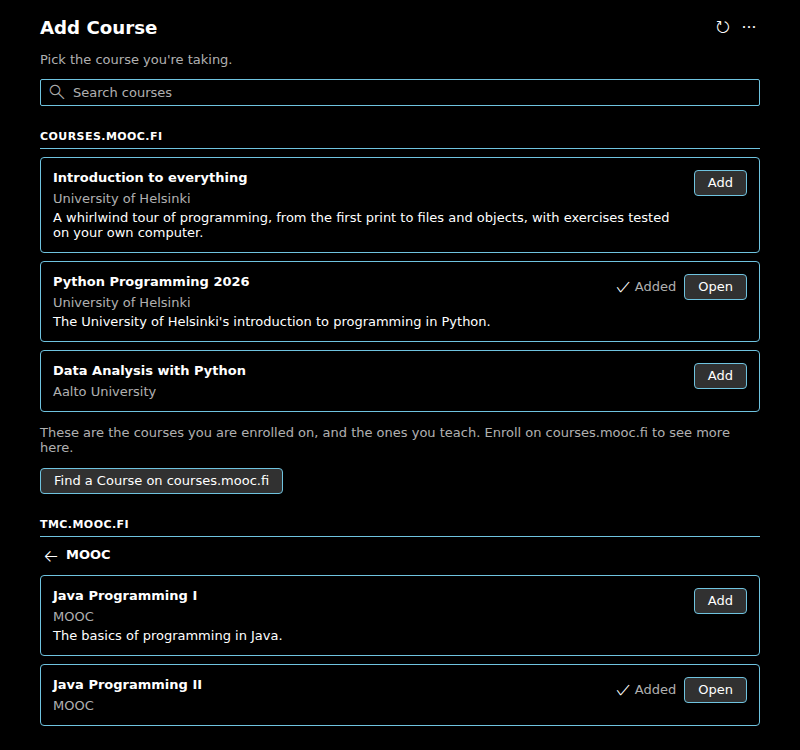 Add Course
Pick the course you're taking.
Search courses
COURSES.MOOC.FI
Introduction to everything
Add
University of Helsinki
A whirlwind tour of programming, from the first print to files and objects, with exercises tested
on your own computer.
Python Programming 2026
Added
Open
University of Helsinki
The University of Helsinki's introduction to programming in Python.
Data Analysis with Python
Add
Aalto University
These are the courses you are enrolled on, and the ones you teach. Enroll on courses.mooc.fi to see more
here.
Find a Course on courses.mooc.fi
TMC.MOOC.FI
MOOC
Java Programming I
Add
MOOC
The basics of programming in Java.
Java Programming II
Added
Open
MOOC